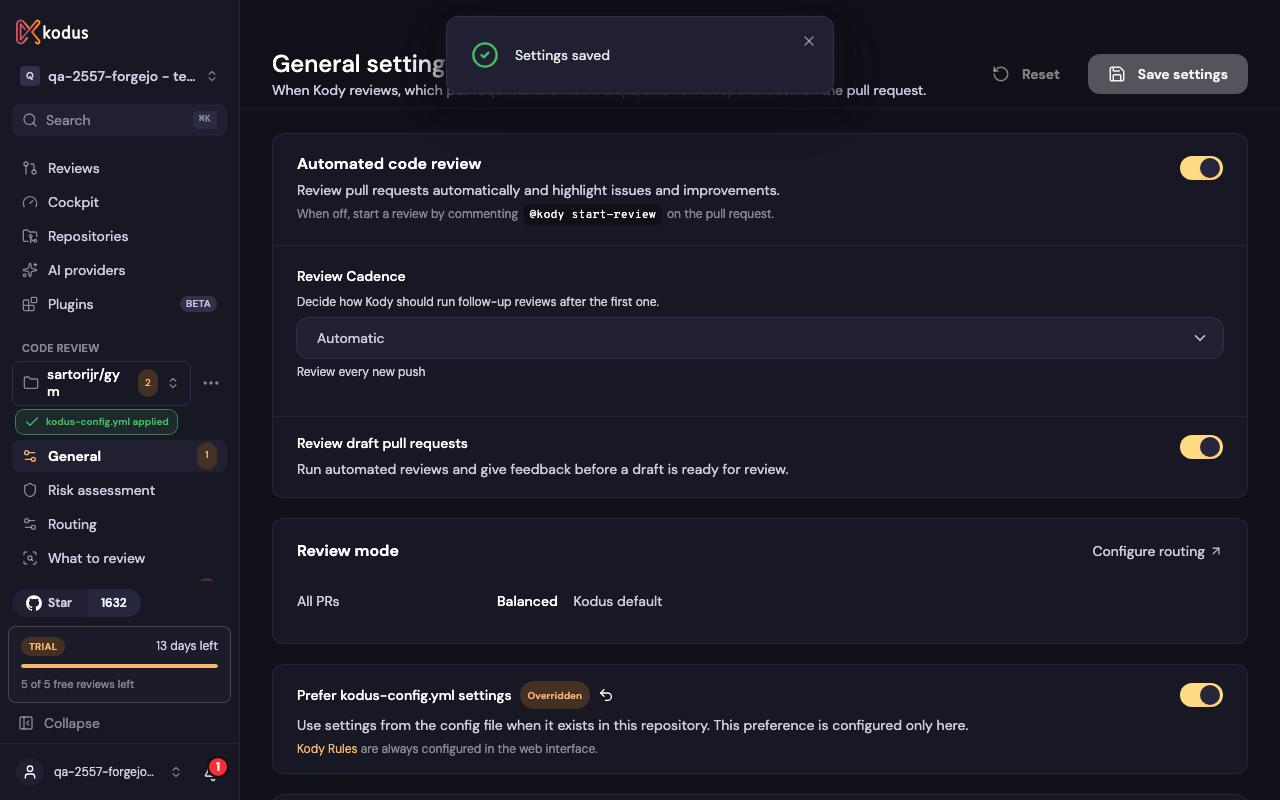 kodus
Q
qa-2557-forgejo - te...
Search
⌘K
Reviews
Cockpit
Repositories
AI providers
Plugins
BETA
CODE REVIEW
sartorijr/gy
m
2
kodus-config.yml applied
General
1
Risk assessment
Routing
What to review
Star
1632
TRIAL
13 days left
5 of 5 free reviews left
Collapse
qa-2557-forgejo...
1
Settings saved
General setting
When Kody reviews, which
the pull request.
Reset
Save settings
Automated code review
Review pull requests automatically and highlight issues and improvements.
When off, start a review by commenting @kody start-review on the pull request.
Review Cadence
Decide how Kody should run follow-up reviews after the first one.
Automatic
Review every new push
Review draft pull requests
Run automated reviews and give feedback before a draft is ready for review.
Review mode
Configure routing
All PRs
Balanced
Kodus default
Prefer kodus-config.yml settings
Overridden
Use settings from the config file when it exists in this repository. This preference is configured only here.
Kody Rules are always configured in the web interface.